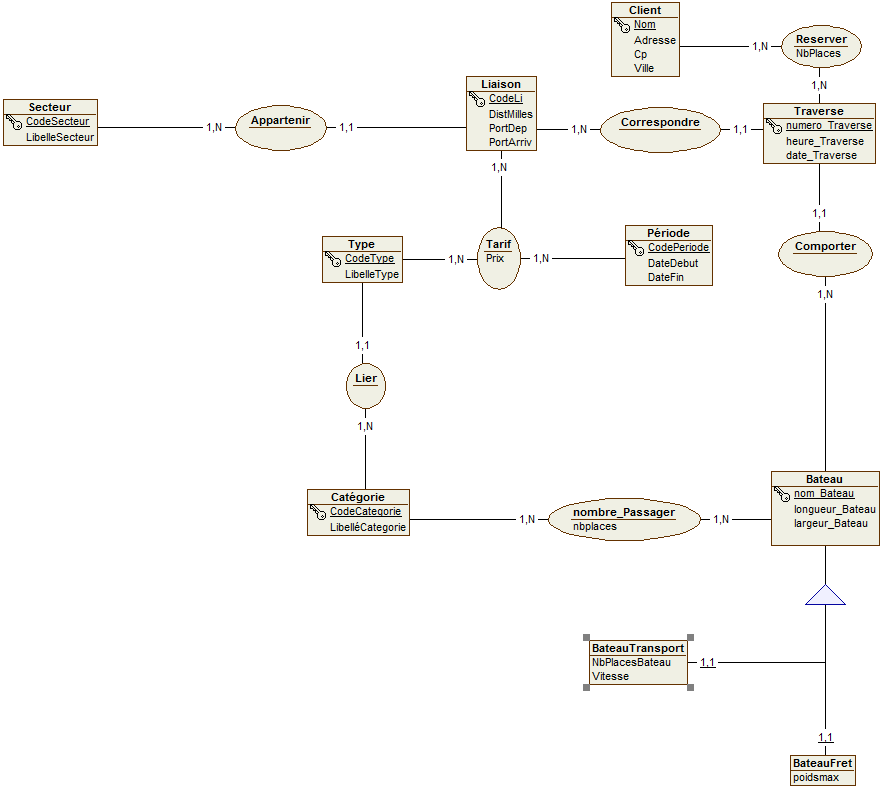 Client
Nom
Adresse
Cp
Ville
1,N
Reserver
NbPlaces
1,N
Secteur
CodeSecteur
LibelleSecteur
1,N
Appartenir
1,1
Liaison
CodeLi
DistMilles
PortDep
PortArriv
1,N
Correspondre
1,1
Traverse
numero_Traverse
heure_Traverse
date_Traverse
1,N
1,1
Type
CodeType
LibelleType
1,N
Tarif
Prix
1,N
Période
CodePeriode
DateDebut
DateFin
Comporter
1,N
1,1
Lier
1,N
Catégorie
CodeCategorie
LibelléCategorie
1,N
nombre_Passager
nbplaces
1,N
Bateau
nom_Bateau
longueur_Bateau
largeur_Bateau
BateauTransport
NbPlacesBateau
Vitesse
1,1
1,1
BateauFret
poidsmax